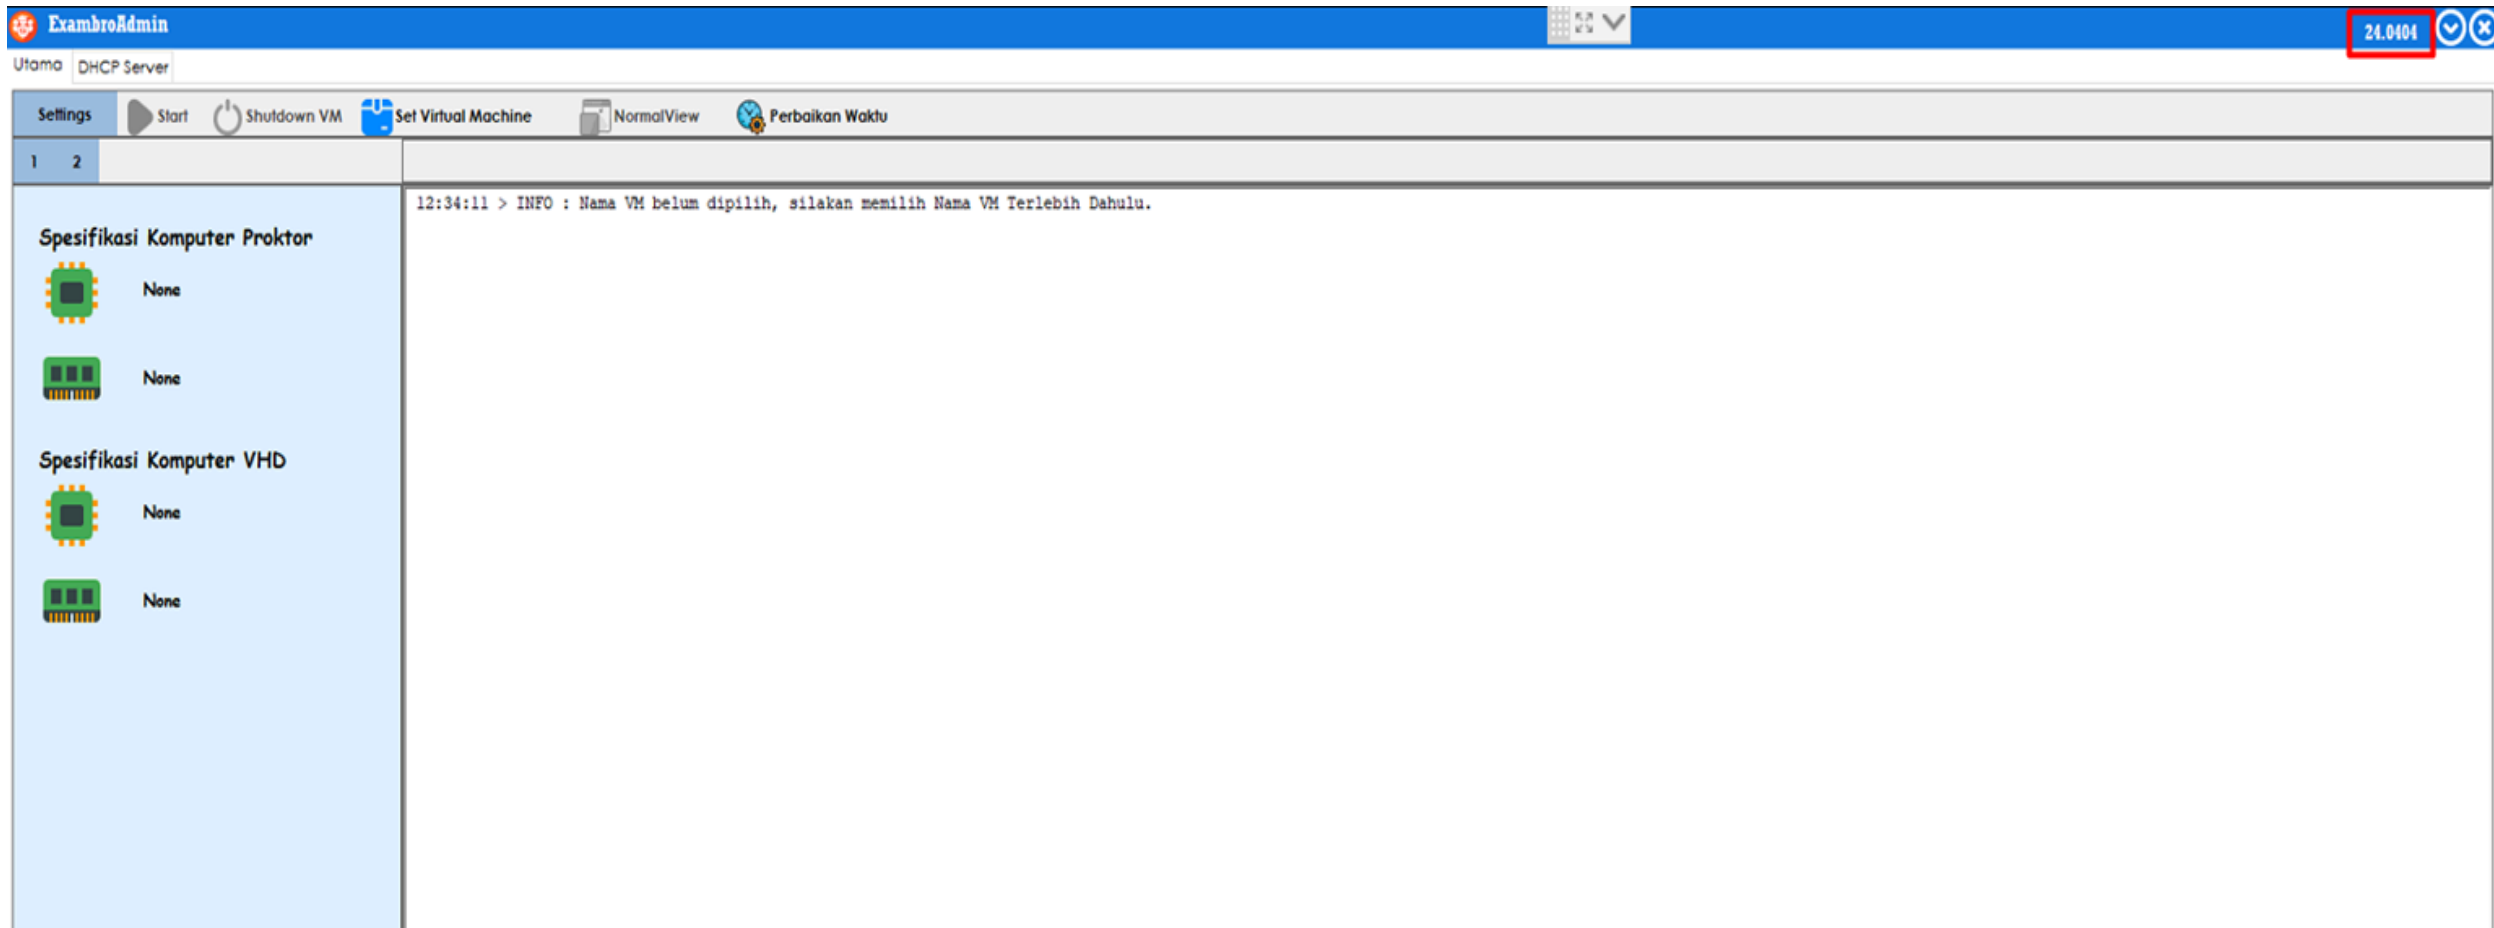 ExambroAdmin
24.0404
Utama DHCP Server
Settings Start Shutdown VM Set Virtual Machine NormalView Perbaikan Waktu
1 2
12:34:11 > INFO : Nama VM belum dipilih, silakan memilih Nama VM Terlebih Dahulu.
Spesifikasi Komputer Proktor
None
None
Spesifikasi Komputer VHD
None
None